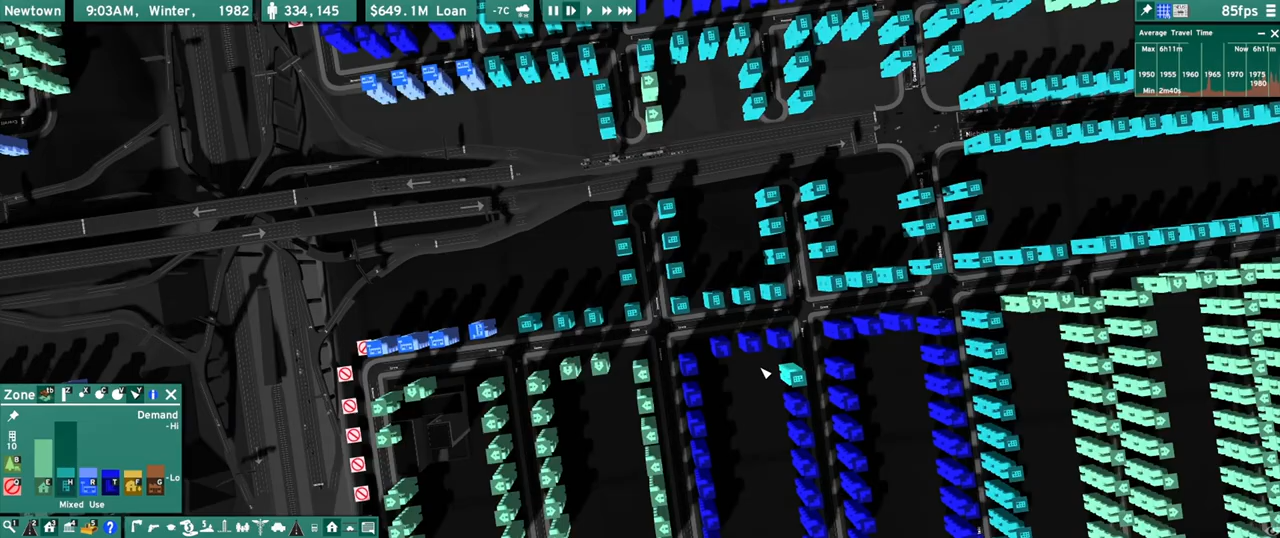 Newtown
9:03AM, Winter, 1982
334,145
$649.1M Loan
-7C
85fps
Average Travel Time
Max 6h11m
Now 6h11m
1950 1955 1960 1965 1970 1975
1980
Min 2m40s
Zone
Demand
-Hi
10
-Lo
E H R T F G
Mixed Use